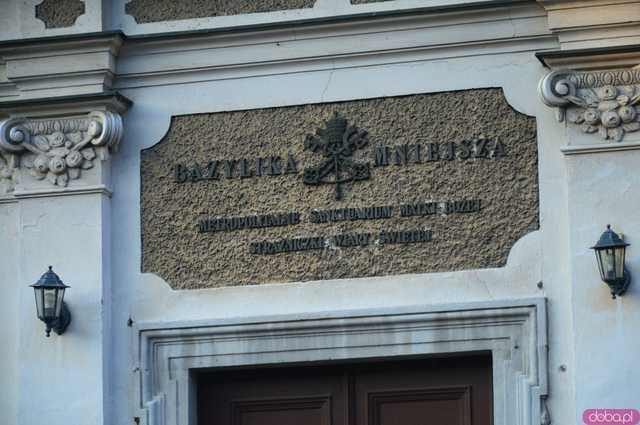 BAZYLIKA MNIEJSZA
METROPOLITALNE SANKTUARIUM MATKI BOŻEJ
STRAŻNICZKI WIARY ŚWIĘTEJ
doba.pl